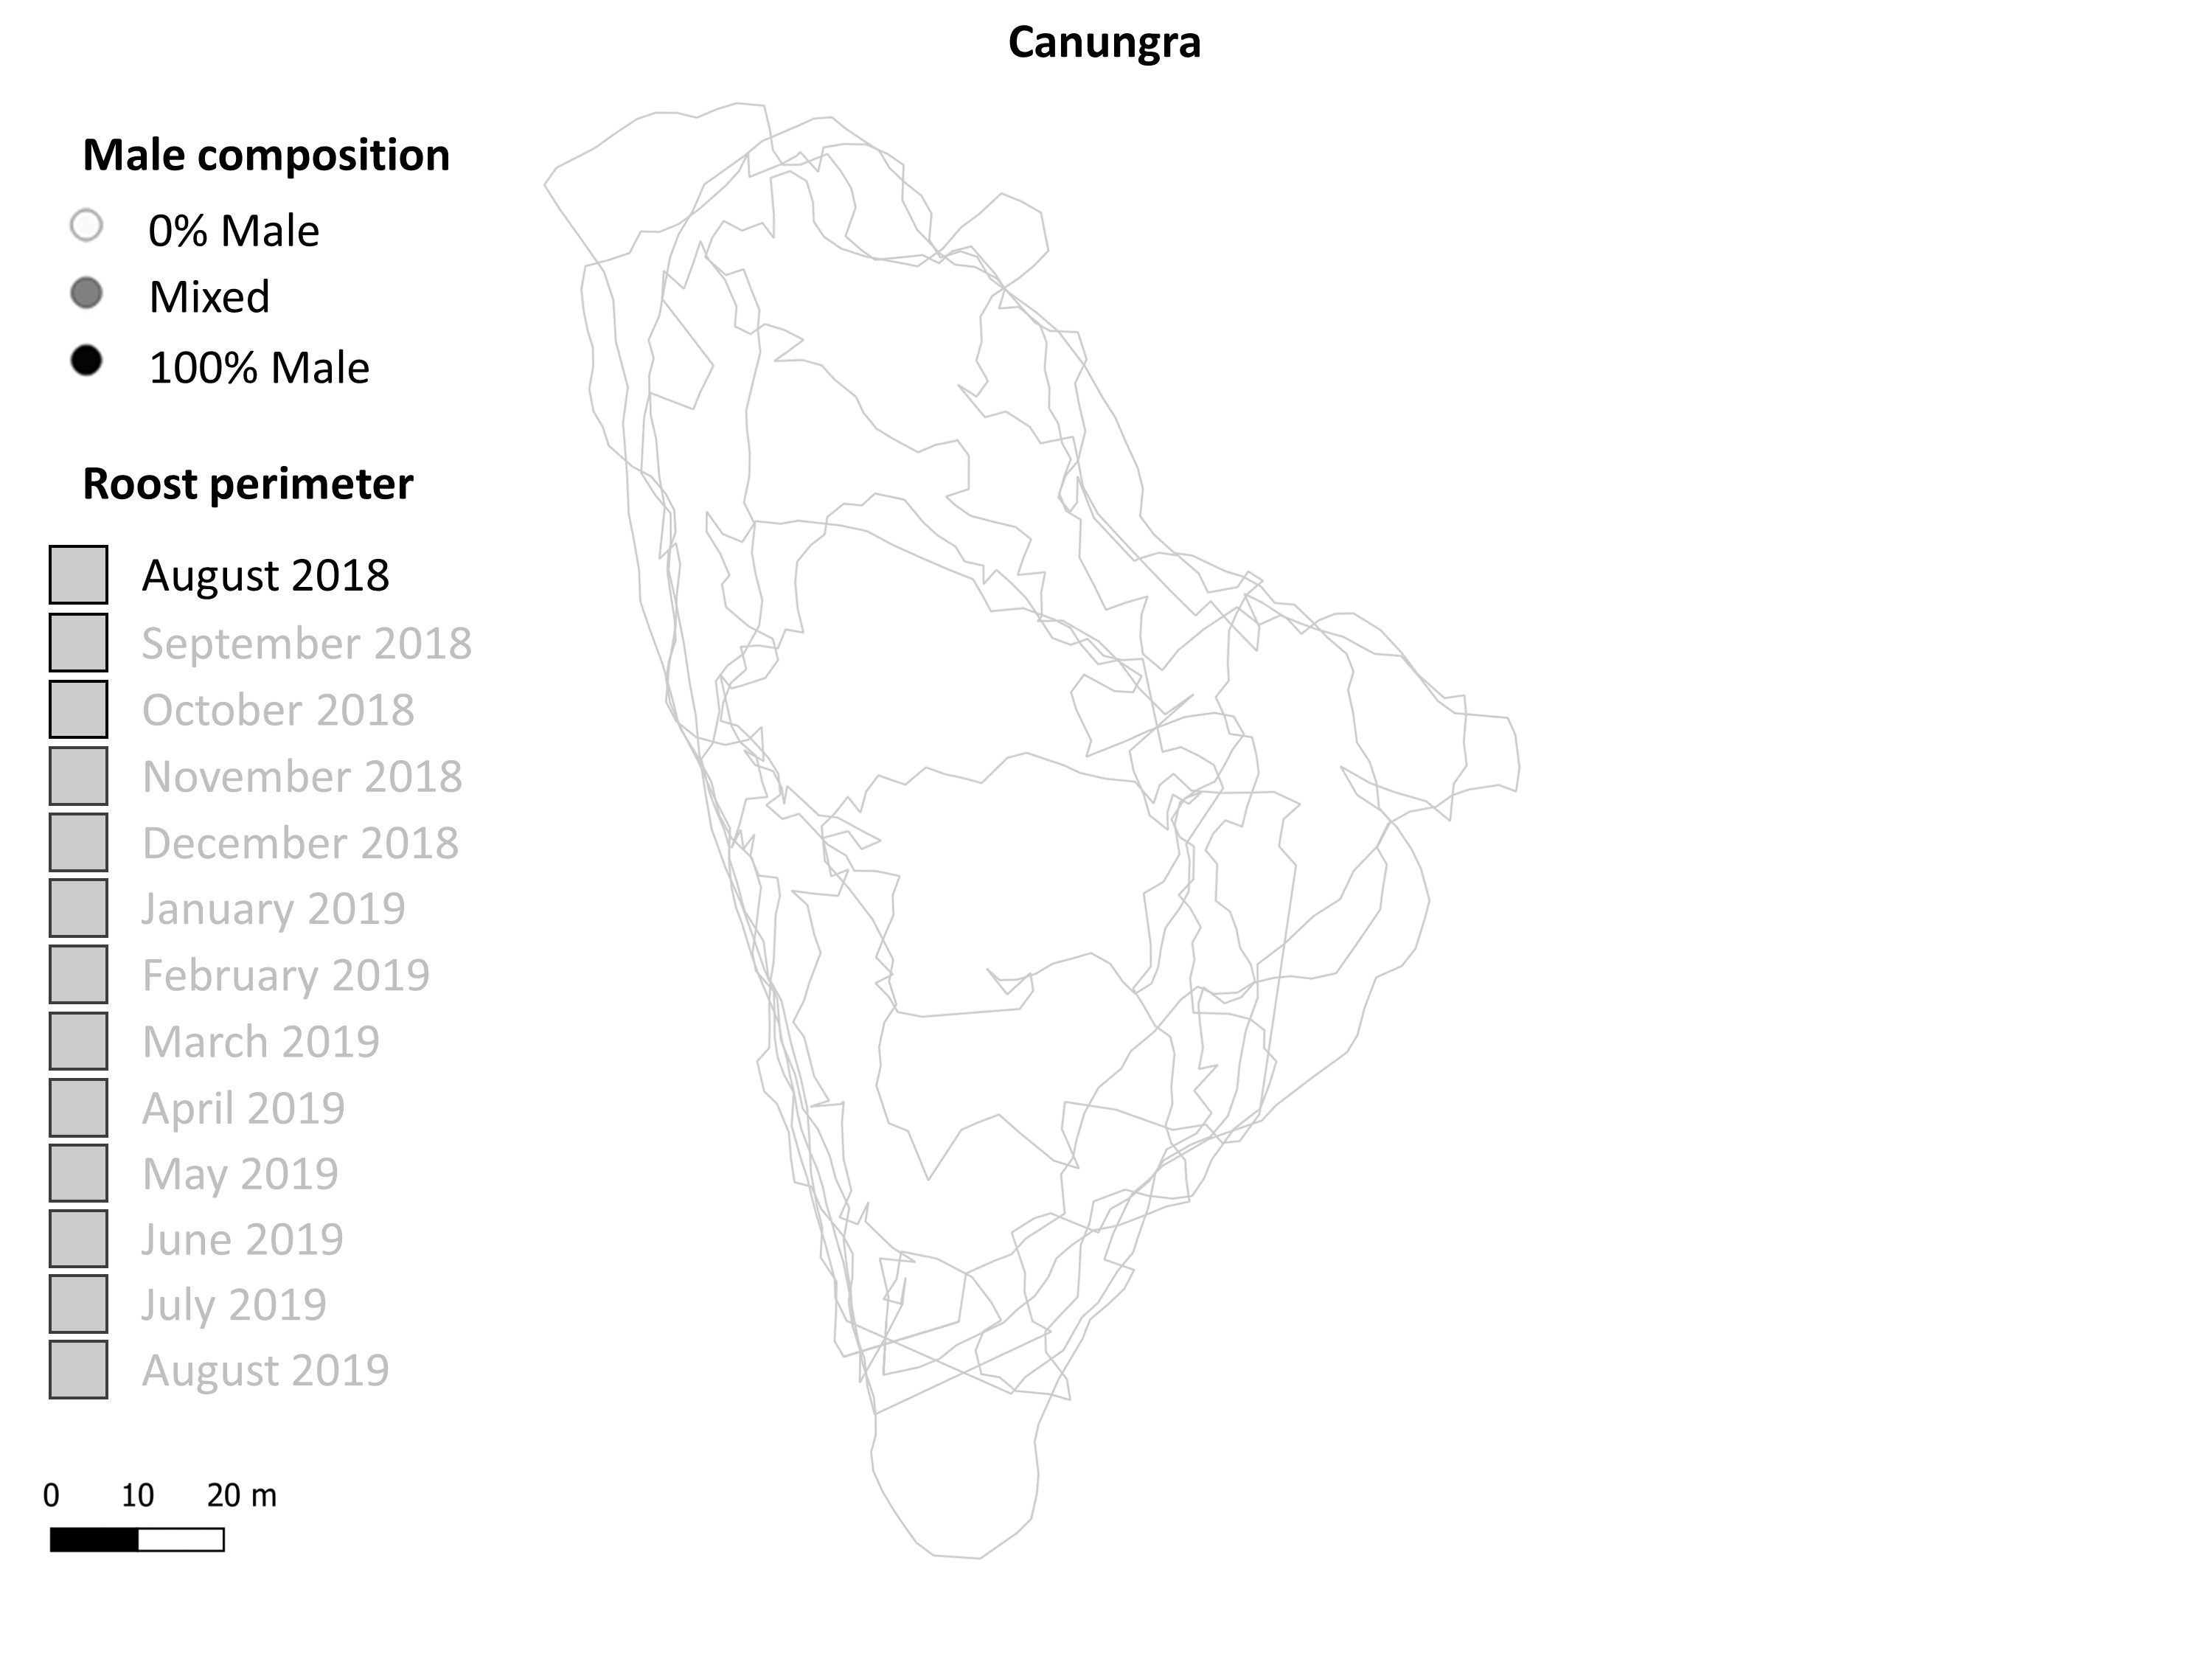 Canungra
Male composition
0% Male
Mixed
100% Male
Roost perimeter
August 2018
September 2018
October 2018
November 2018
December 2018
January 2019
February 2019
March 2019
April 2019
May 2019
June 2019
July 2019
August 2019
0 10 20 m